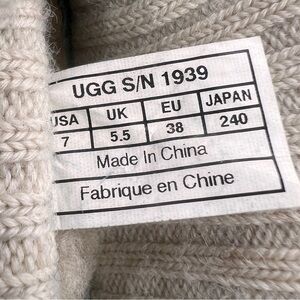 UGG S/N 1939
USA UK EU JAPAN
7 5.5 38 240
Made In China
Fabrique en Chine